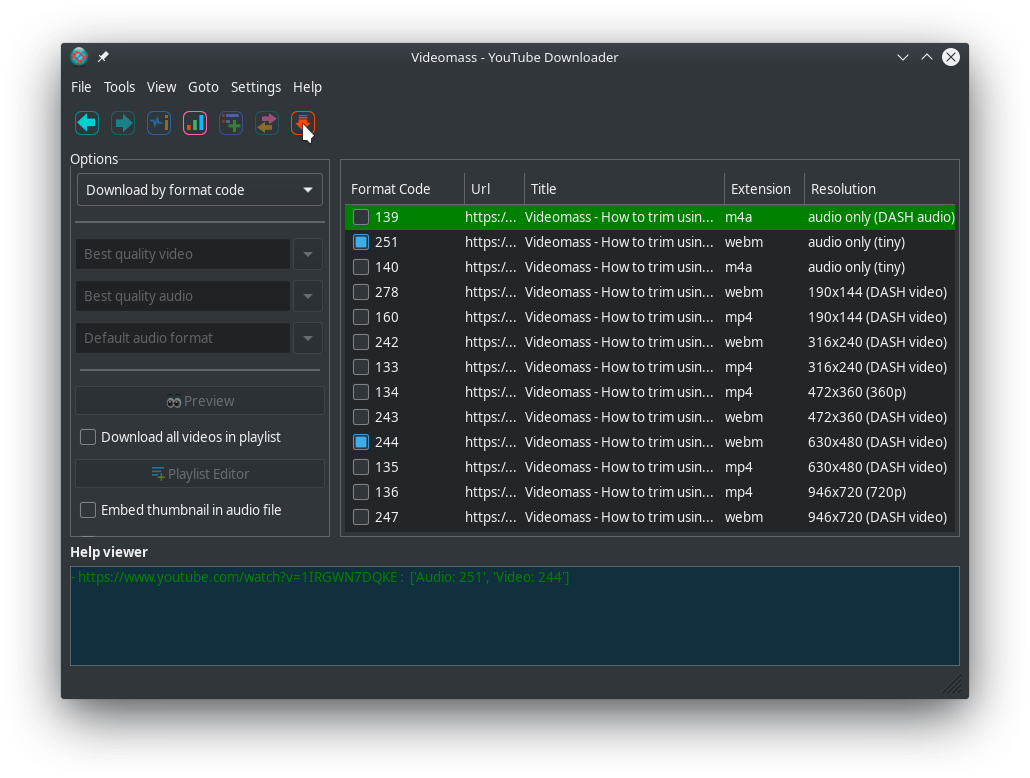 Videomass - YouTube Downloader
File Tools View Goto Settings Help
Options
Download by format code
Best quality video
Best quality audio
Default audio format
Preview
Download all videos in playlist
Playlist Editor
Embed thumbnail in audio file
Format Code Url Title Extension Resolution
139 https:/... Videomass - How to trim usin... m4a audio only (DASH audio)
251 https:/... Videomass - How to trim usin... webm audio only (tiny)
140 https:/... Videomass - How to trim usin... m4a audio only (tiny)
278 https:/... Videomass - How to trim usin... webm 190x144 (DASH video)
160 https:/... Videomass - How to trim usin... mp4 190x144 (DASH video)
242 https:/... Videomass - How to trim usin... webm 316x240 (DASH video)
133 https:/... Videomass - How to trim usin... mp4 316x240 (DASH video)
134 https:/... Videomass - How to trim usin... mp4 472x360 (360p)
243 https:/... Videomass - How to trim usin... webm 472x360 (DASH video)
244 https:/... Videomass - How to trim usin... webm 630x480 (DASH video)
135 https:/... Videomass - How to trim usin... mp4 630x480 (DASH video)
136 https:/... Videomass - How to trim usin... mp4 946x720 (720p)
247 https:/... Videomass - How to trim usin... webm 946x720 (DASH video)
Help viewer
- https://www.youtube.com/watch?v=1IRGWN7DQKE : ['Audio: 251', 'Video: 244']